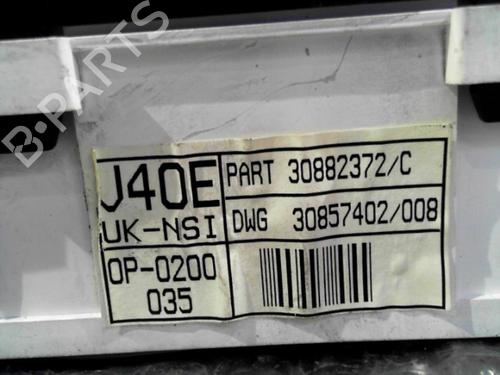 B-PARTS
J40E
UK-NSI
OP-0200
035
PART 30882372/C
DWG 30857402/008